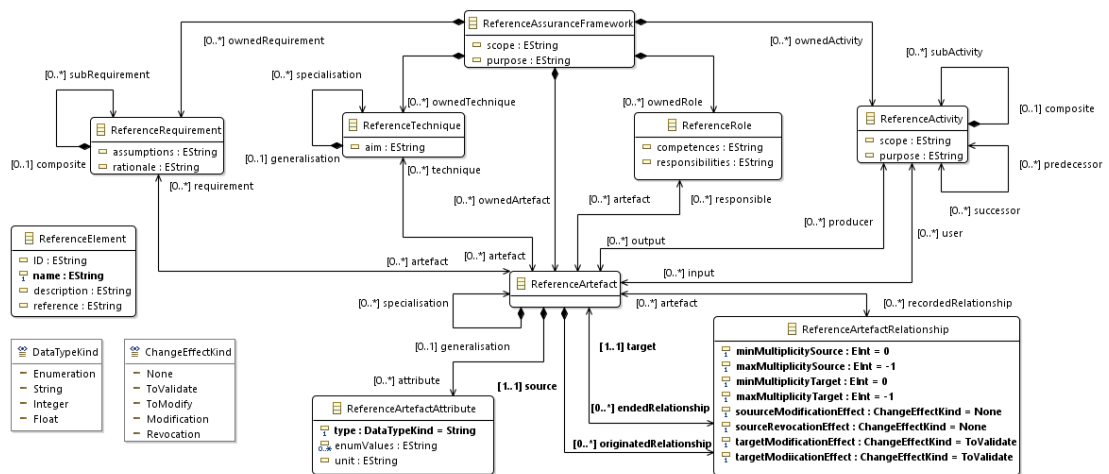 ReferenceAssuranceFramework
scope : EString
purpose : EString
[0..*] ownedRequirement
[0..*] ownedActivity
[0..*] subRequirement
[0..*] specialisation
[0..*] subActivity
[0..*] ownedTechnique
[0..*] ownedRole
[0..1] composite
ReferenceRequirement
assumptions : EString
rationale : EString
[0..1] composite
[0..*] requirement
ReferenceTechnique
aim : EString
[0..1] generalisation
[0..*] technique
ReferenceRole
competences : EString
responsibilities : EString
ReferenceActivity
scope : EString
purpose : EString
[0..*] predecessor
[0..*] successor
[0..*] ownedArtefact
[0..*] artefact
[0..*] responsible
[0..*] producer
[0..*] user
[0..*] output
[0..*] input
ReferenceElement
ID : EString
name : EString
description : EString
reference : EString
[0..*] artefact
[0..*] artefact
ReferenceArtefact
[0..*] specialisation
[0..*] artefact
[0..*] recordedRelationship
[0..1] generalisation
[1..1] target
[0..*] attribute
[1..1] source
DataTypeKind
Enumeration
String
Integer
Float
ChangeEffectKind
None
ToValidate
ToModify
Modification
Revocation
ReferenceArtefactAttribute
type : DataTypeKind = String
0..*
enumValues : EString
unit : EString
[0..*] endedRelationship
[0..*] originatedRelationship
ReferenceArtefactRelationship
minMultiplicitySource : EInt = 0
maxMultiplicitySource : EInt = -1
minMultiplicityTarget : EInt = 0
maxMultiplicityTarget : EInt = -1
souurceModificationEffect : ChangeEffectKind = None
sourceRevocationEffect : ChangeEffectKind = None
targetModificationEffect : ChangeEffectKind = ToValidate
targetModiicationEffect : ChangeEffectKind = ToValidate